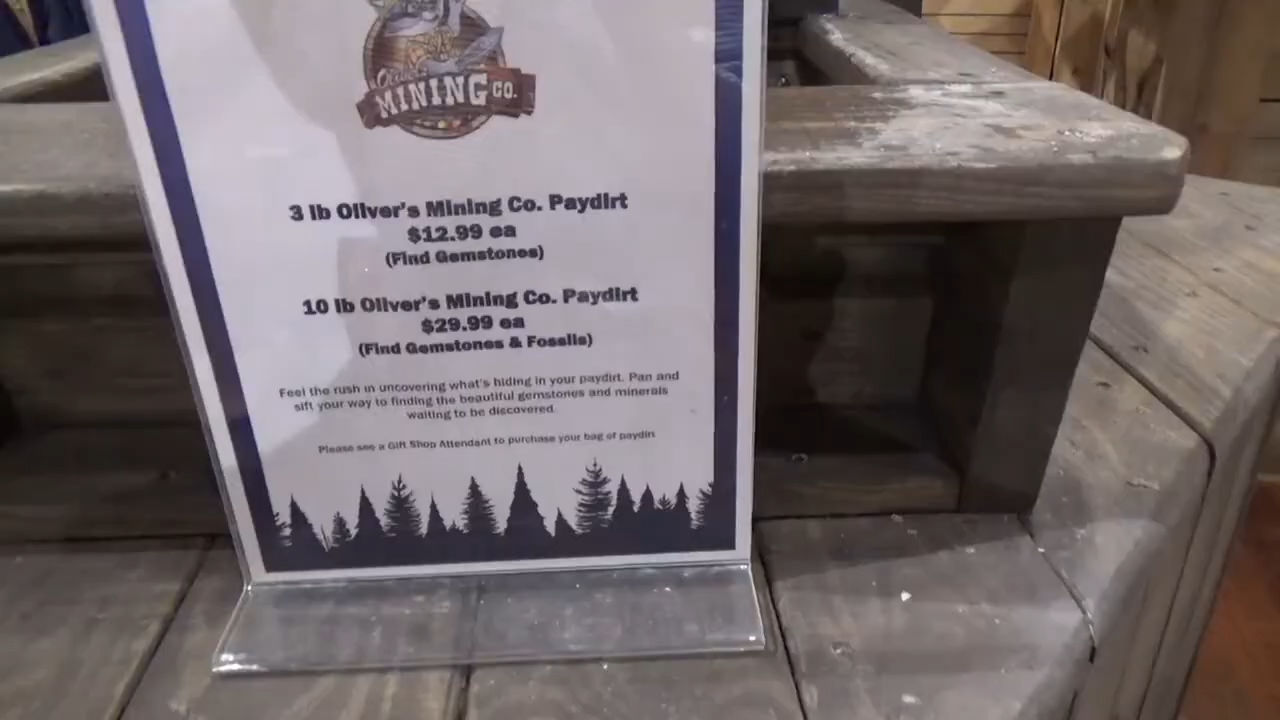 Oliver's
MINING CO.
3 lb Oliver's Mining Co. Paydirt
$12.99 ea
(Find Gemstones)
10 lb Oliver's Mining Co. Paydirt
$29.99 ea
(Find Gemstones & Fossils)
Feel the rush in uncovering what's hiding in your paydirt. Pan and
sift your way to finding the beautiful gemstones and minerals
waiting to be discovered.
Please see a Gift Shop Attendant to purchase your bag of paydirt